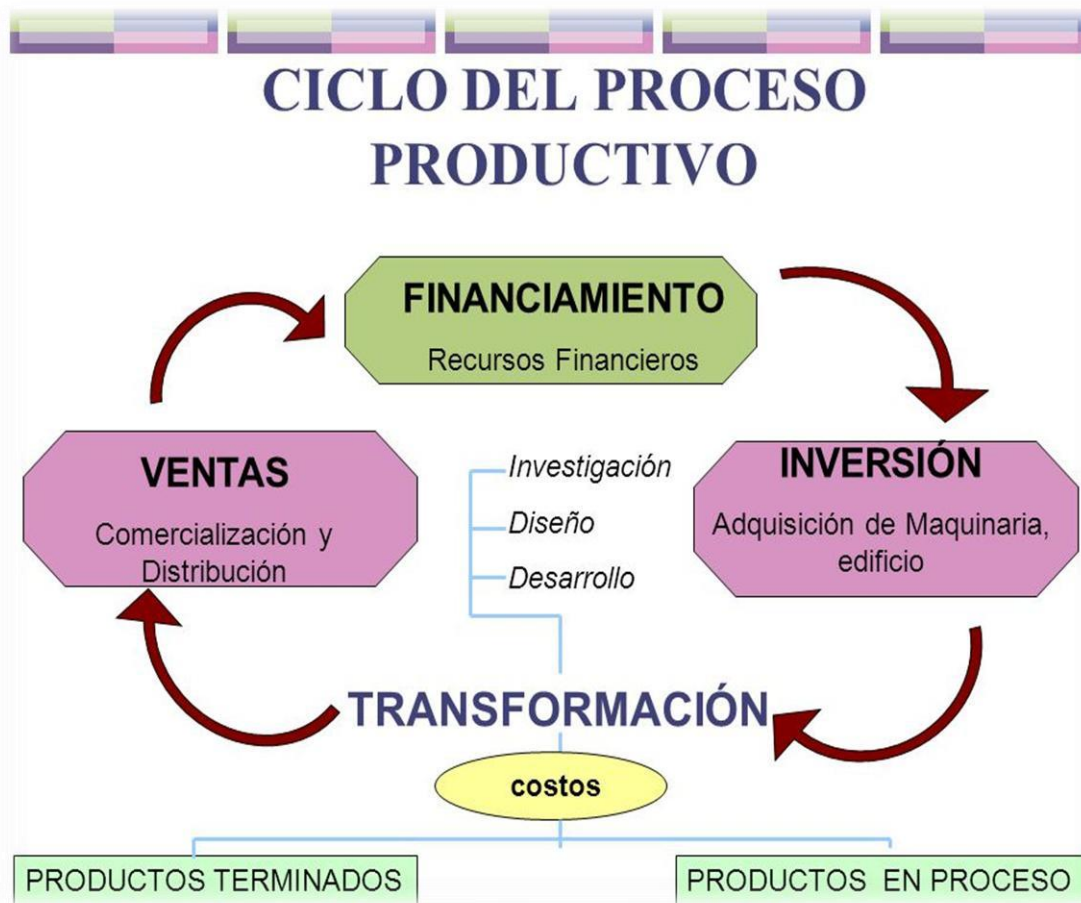 CICLO DEL PROCESO
PRODUCTIVO
FINANCIAMIENTO
Recursos Financieros
VENTAS
Comercialización y
Distribución
Investigación
Diseño
Desarrollo
INVERSIÓN
Adquisición de Maquinaria,
edificio
TRANSFORMACIÓN
costos
PRODUCTOS TERMINADOS
PRODUCTOS EN PROCESO